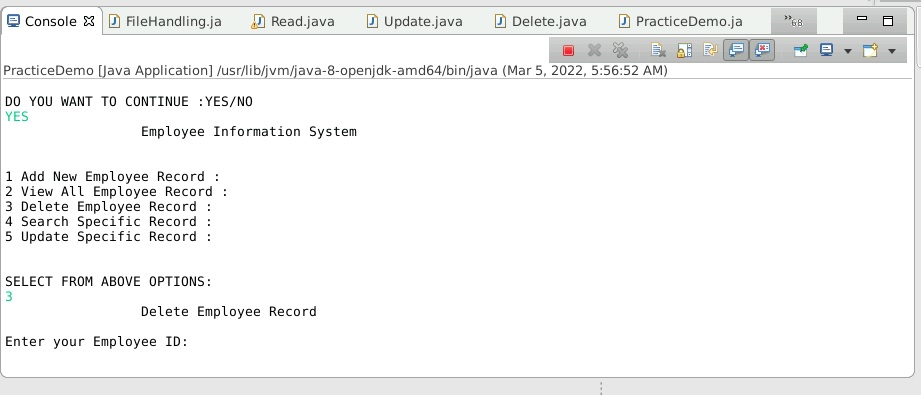 Console FileHandling.ja Read.java Update.java Delete.java PracticeDemo.ja »68
PracticeDemo [Java Application] /usr/lib/jvm/java-8-openjdk-amd64/bin/java (Mar 5, 2022, 5:56:52 AM)
DO YOU WANT TO CONTINUE :YES/NO
YES
Employee Information System
1 Add New Employee Record :
2 View All Employee Record :
3 Delete Employee Record :
4 Search Specific Record :
5 Update Specific Record :
SELECT FROM ABOVE OPTIONS:
3
Delete Employee Record
Enter your Employee ID: